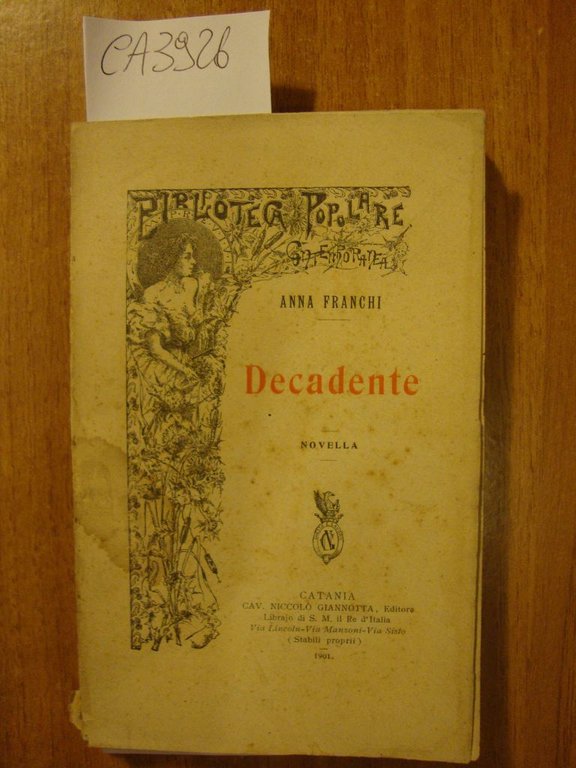 CA3926
BIBLIOTECA POPOLARE
CONTEMPORANEA
ANNA FRANCHI
Decadente
NOVELLA
CATANIA
CAV. NICCOLÒ GIANNOTTA, Editore
Librajo di S. M. il Re d'Italia
Via Lincoln-Via Manzoni-Via Sisto
(Stabili proprii)
1901.